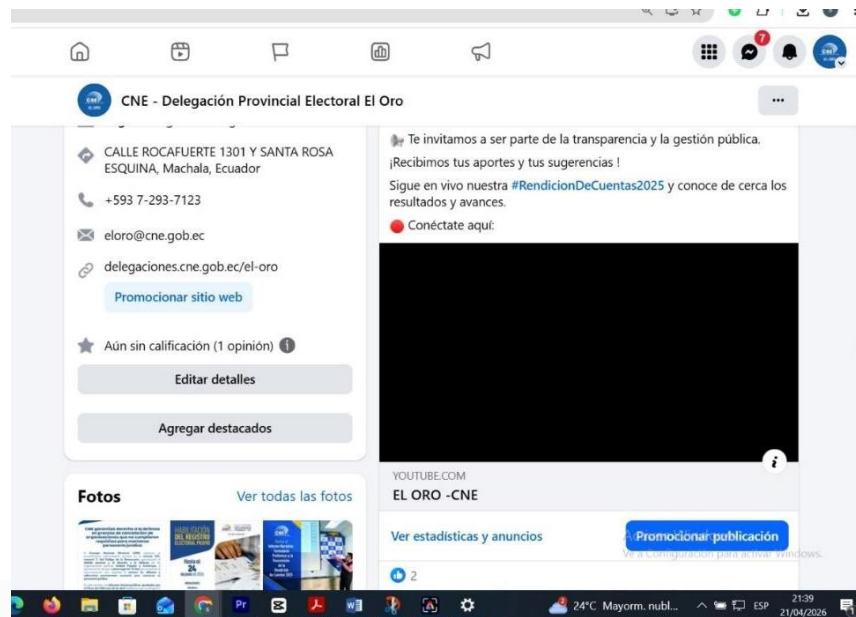 7
CNE - Delegación Provincial Electoral El Oro
CALLE ROCAFUERTE 1301 Y SANTA ROSA
ESQUINA, Machala, Ecuador
+593 7-293-7123
eloro@cne.gob.ec
delegaciones.cne.gob.ec/el-oro
Promocionar sitio web
Aún sin calificación (1 opinión)
Editar detalles
Agregar destacados
Fotos
Ver todas las fotos
Te invitamos a ser parte de la transparencia y la gestión pública.
¡Recibimos tus aportes y tus sugerencias !
Sigue en vivo nuestra #RendicionDeCuentas2025 y conoce de cerca los
resultados y avances.
Conéctate aquí:
YOUTUBE.COM
EL ORO -CNE
Ver estadísticas y anuncios
Promocionar publicación
Ve a Configuración para activar Windows.
2
HABILITACIÓN
DEL REGISTRO
24
24°C Mayorm. nubl...
ESP
21:39
21/04/2026